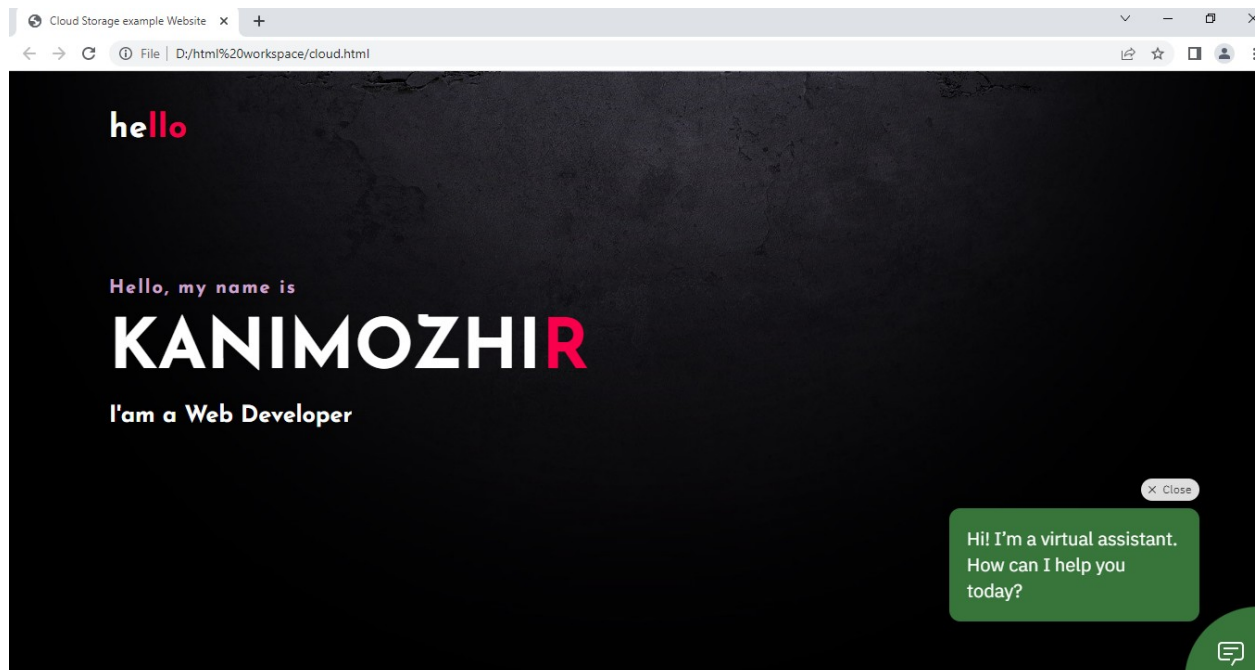 Cloud Storage example Website
File
D:/html%20workspace/cloud.html
hello
Hello, my name is
KANIMOZHIR
I'am a Web Developer
Close
Hi! I’m a virtual assistant.
How can I help you
today?